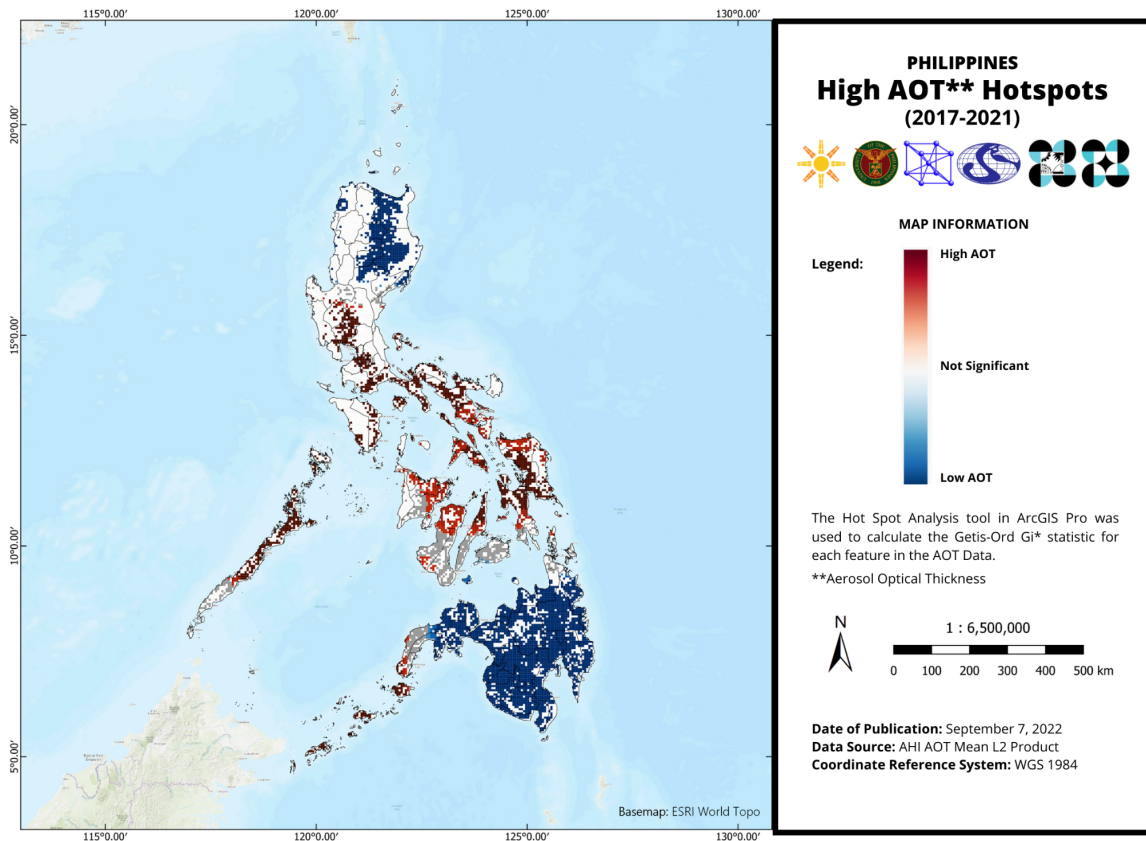 115°0.00′ 120°0.00′ 125°0.00′ 130°0.00′
20°0.00′
15°0.00′
10°0.00′
5°0.00′
115°0.00′ 120°0.00′ 125°0.00′ 130°0.00′
Basemap: ESRI World Topo
PHILIPPINES
High AOT** Hotspots
(2017-2021)
MAP INFORMATION
Legend:
High AOT
Not Significant
Low AOT
The Hot Spot Analysis tool in ArcGIS Pro was
used to calculate the Getis-Ord Gi* statistic for
each feature in the AOT Data.
**Aerosol Optical Thickness
N
1 : 6,500,000
0 100 200 300 400 500 km
Date of Publication: September 7, 2022
Data Source: AHI AOT Mean L2 Product
Coordinate Reference System: WGS 1984